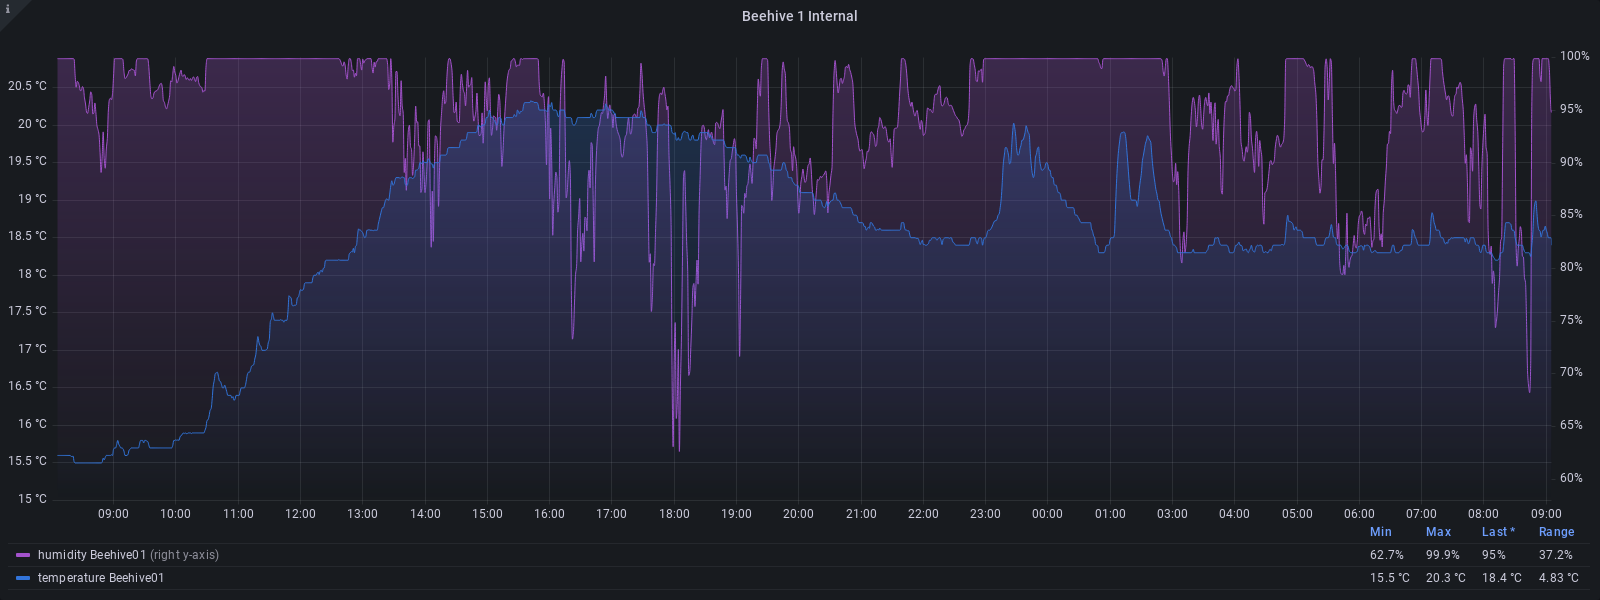 i
Beehive 1 Internal
20.5 °C
20 °C
19.5 °C
19 °C
18.5 °C
18 °C
17.5 °C
17 °C
16.5 °C
16 °C
15.5 °C
15 °C
100%
95%
90%
85%
80%
75%
70%
65%
60%
09:00 10:00 11:00 12:00 13:00 14:00 15:00 16:00 17:00 18:00 19:00 20:00 21:00 22:00 23:00 00:00 01:00 02:00 03:00 04:00 05:00 06:00 07:00 08:00 09:00
Min Max Last * Range
humidity Beehive01 (right y-axis) 62.7% 99.9% 95% 37.2%
temperature Beehive01 15.5 °C 20.3 °C 18.4 °C 4.83 °C